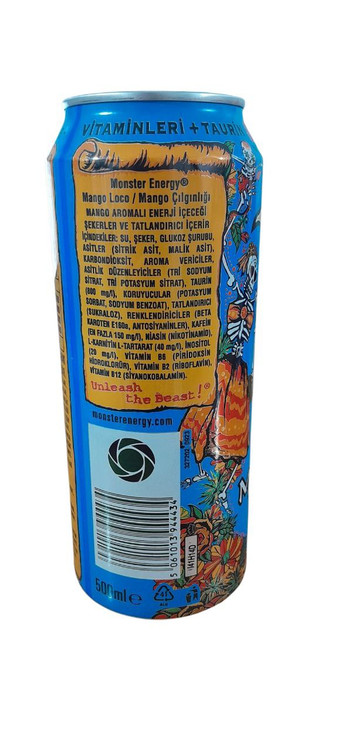 VİTAMİNLERİ + TAURİN
Monster Energy®
Mango Loco / Mango Çılgınlığı
MANGO AROMALI ENERJİ İÇECEĞİ
ŞEKERLER VE TATLANDIRICI İÇERİR
İÇİNDEKİLER: SU, ŞEKER, GLUKOZ ŞURUBU,
ASİTLER (SİTRİK ASİT, MALİK ASİT),
KARBONDİOKSİT, AROMA VERİCİLER,
ASİTLİK DÜZENLEYİCİLER (TRİ SODYUM
SİTRAT, TRİ POTASYUM SİTRAT), TAURİN
(800 mg/l), KORUYUCULAR (POTASYUM
SORBAT, SODYUM BENZOAT), TATLANDIRICI
(SUKRALOZ), RENKLENDİRİCİLER (BETA
KAROTEN E160a, ANTOSİYANİNLER), KAFEİN
(EN FAZLA 150 mg/l), NİASİN (NİKOTİNAMİD)
L-KARNİTİN L-TARTARAT (40 mg/l), İNOSİTOL
(20 mg/l), VİTAMİN B6 (PİRİDOKSİN
HİDROKLORÜR), VİTAMİN B2 (RİBOFLAVİN),
VİTAMİN B12 (SİYANOKOBALAMİN).
Unleash
the Beast!®
monsterenergy.com
5 061013 944434
500ml e
41
ALU